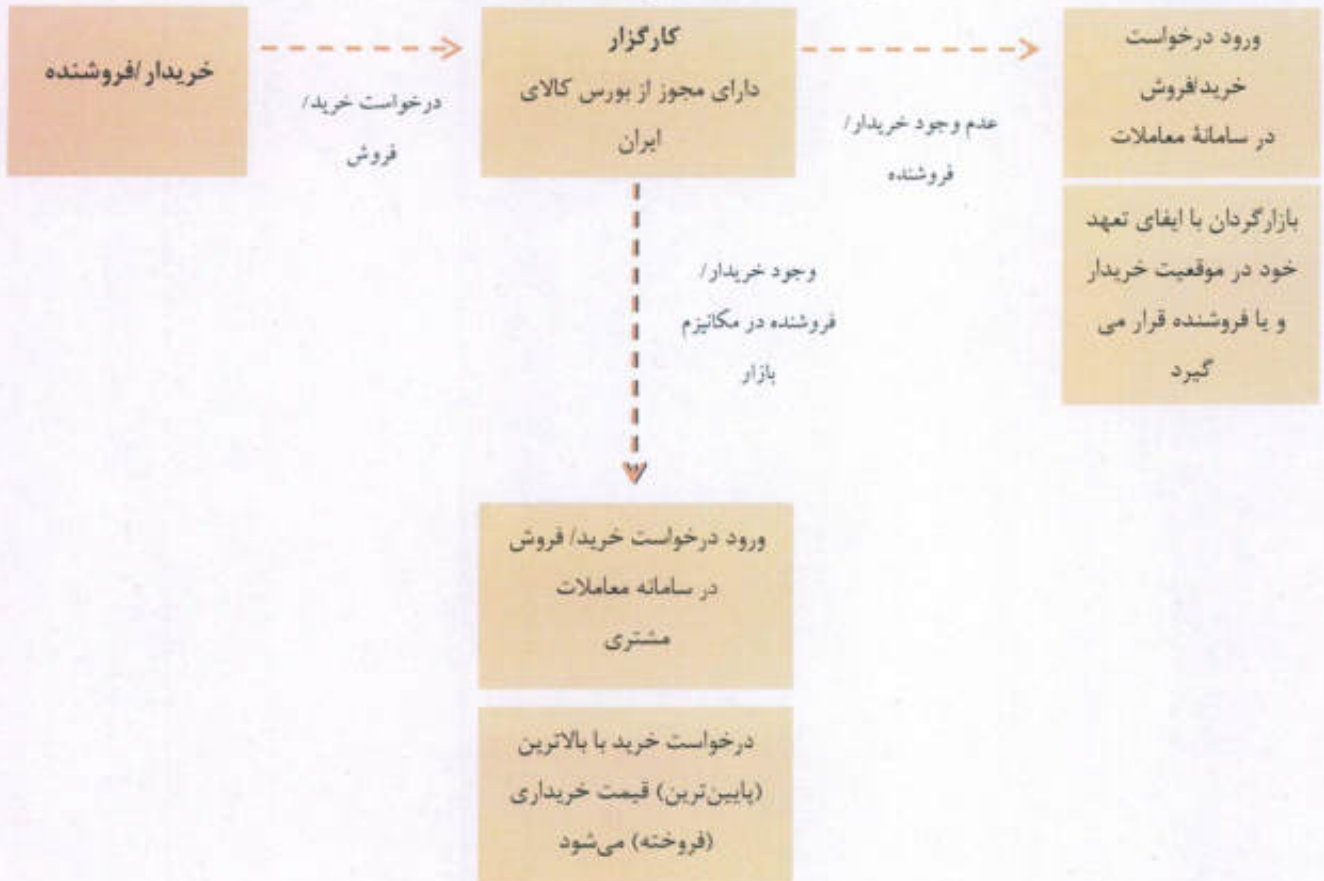 خریدار/فروشنده
درخواست خرید/
فروش
کارگزار
دارای مجوز از بورس کالای
ایران
عدم وجود خریدار/
فروشنده
ورود درخواست
خرید/فروش
در سامانۀ معاملات
بازارگردان با ایفای تعهد
خود در موقعیت خریدار
و یا فروشنده قرار می
گیرد
وجود خریدار/
فروشنده در مکانیزم
بازار
ورود درخواست خرید/ فروش
در سامانه معاملات
مشتری
درخواست خرید با بالاترین
(پایین‌ترین) قیمت خریداری
(فروخته) می‌شود